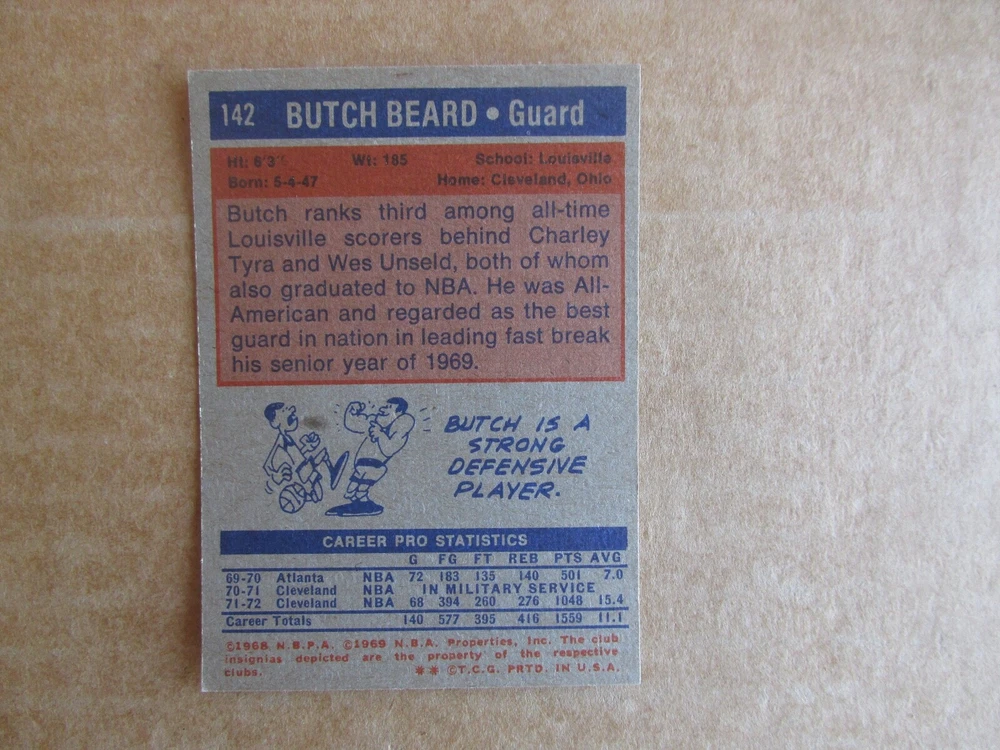 142 BUTCH BEARD • Guard
Ht: 6'3" Wt: 185 School: Louisville
Born: 5-4-47 Home: Cleveland, Ohio
Butch ranks third among all-time
Louisville scorers behind Charley
Tyra and Wes Unseld, both of whom
also graduated to NBA. He was All-
American and regarded as the best
guard in nation in leading fast break
his senior year of 1969.
BUTCH IS A
STRONG
DEFENSIVE
PLAYER.
CAREER PRO STATISTICS
G FG FT REB PTS AVG
69-70 Atlanta NBA 72 183 135 140 501 7.0
70-71 Cleveland NBA IN MILITARY SERVICE
71-72 Cleveland NBA 68 394 260 276 1048 15.4
Career Totals 140 577 395 416 1559 11.1
©1968 N.B.P.A. ©1969 N.B.A. Properties, Inc. The club
insignias depicted are the property of the respective
clubs. ** ©T.C.G. PRTD. IN U.S.A.